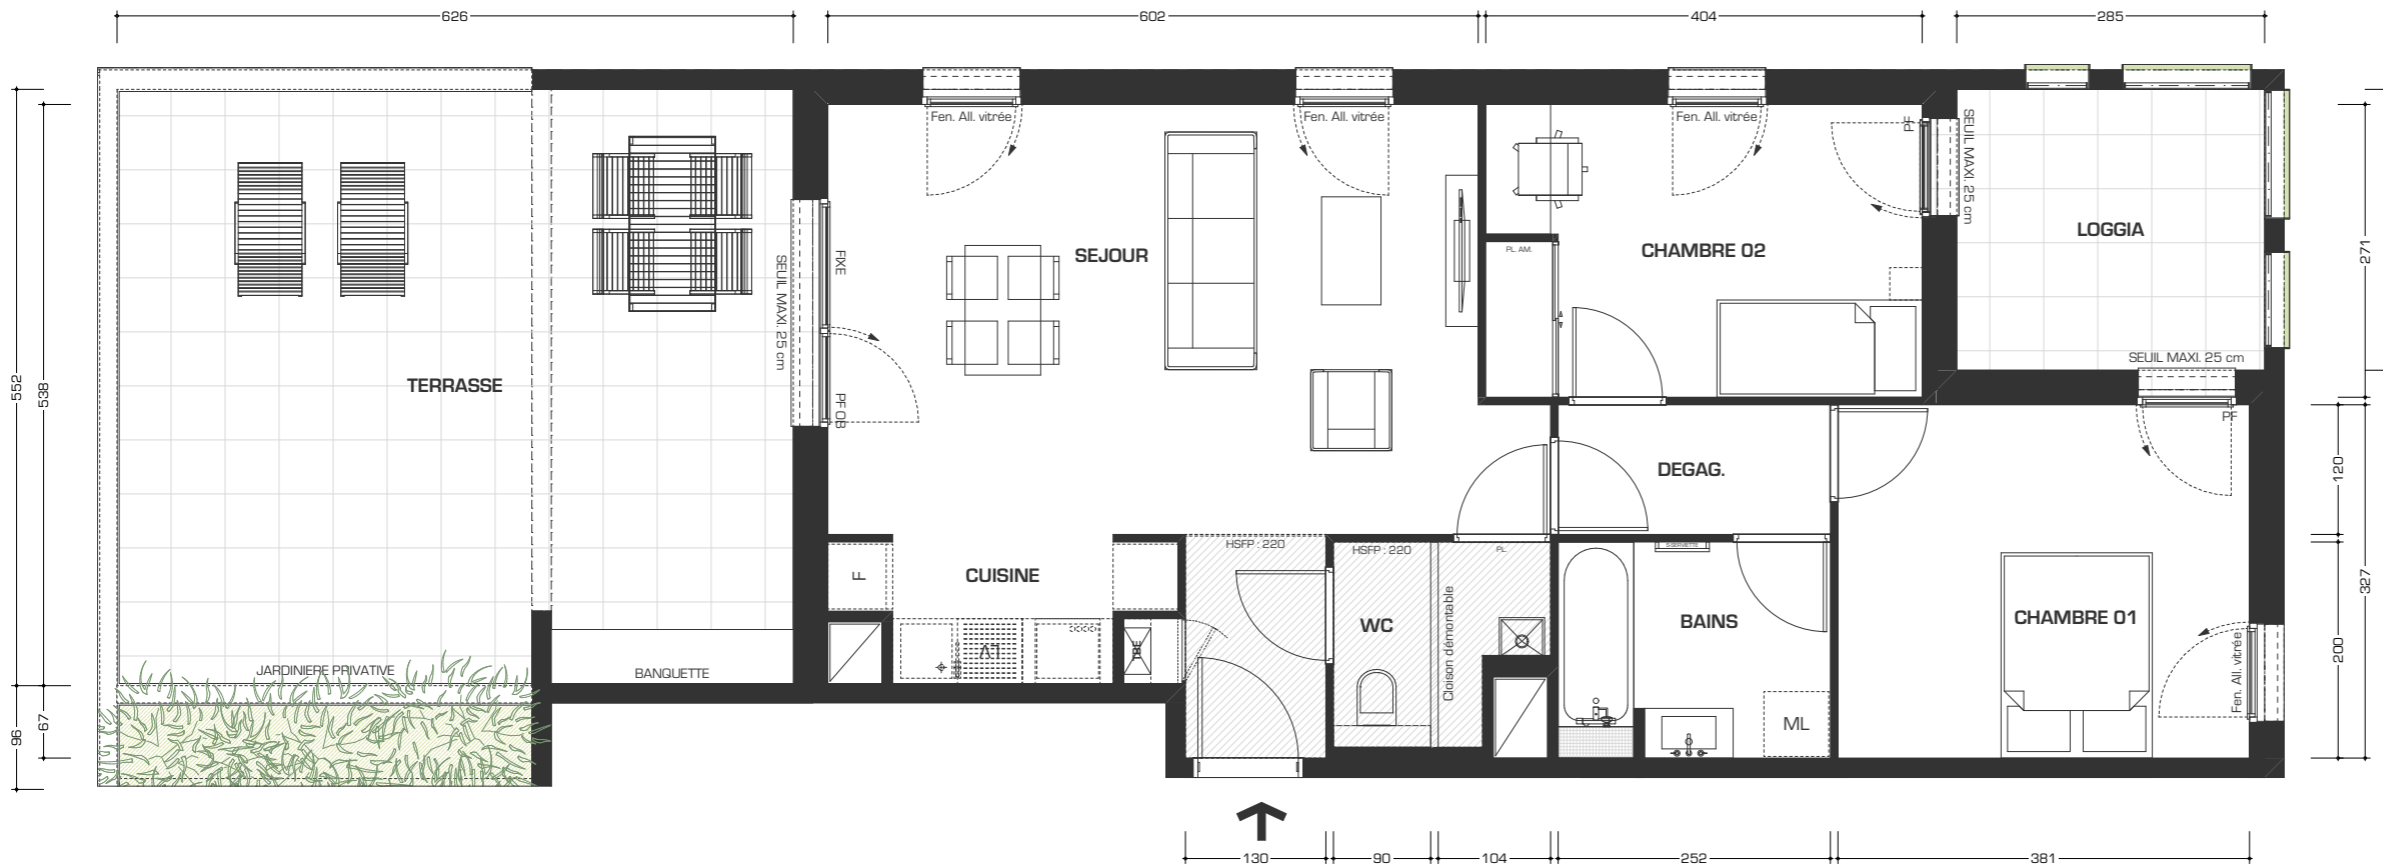 626
602
404
285
Fen. All. vitrée
Fen. All. vitrée
Fen. All. vitrée
PF
SEUIL MAXI. 25 cm
LOGGIA
271
SEJOUR
CHAMBRE 02
PL. AM.
FIXE
SEUIL MAXI. 25 cm
PF OB
SEUIL MAXI. 25 cm
PF
TERRASSE
552
538
DEGAG.
120
327
200
HSFP : 220
HSFP : 220
PL.
F
CUISINE
LV
TBE
WC
Cloison démontable
BAINS
CHAMBRE 01
Fen. All. vitrée
JARDINIERE PRIVATIVE
BANQUETTE
ML
96
67
130
90
104
252
381